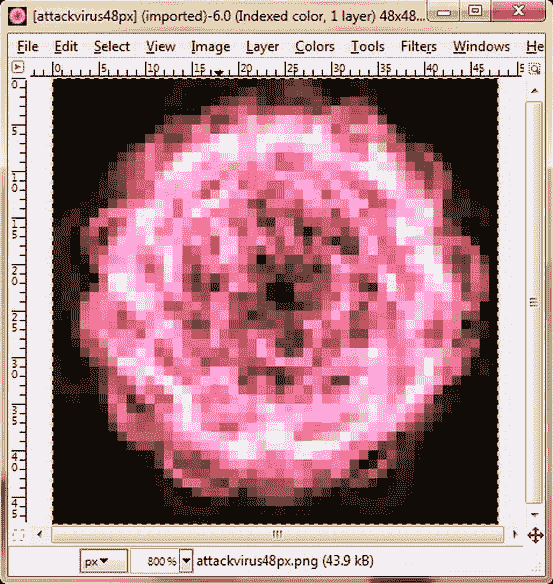 [attackvirus48px] (imported)-6.0 (Indexed color, 1 layer) 48x48...
File Edit Select View Image Layer Colors Tools Filters Windows He
0 5 10 15 20 25 30 35 40 45 5
0
5
10
15
20
25
30
35
40
45
px 800 % attackvirus48px.png (43.9 kB)